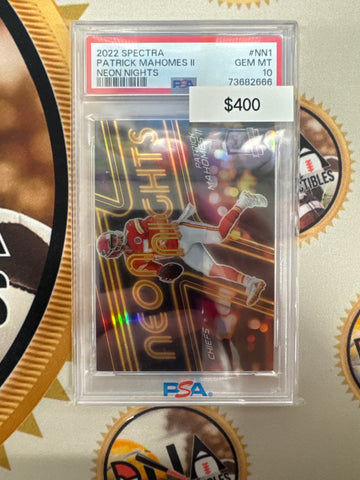 2022 SPECTRA #NN1
PATRICK MAHOMES II GEM MT
NEON NIGHTS 10
PSA 73682666
$400
NEON NIGHTS
PATRICK MAHOMES II
CHIEFS
PSA
DNA